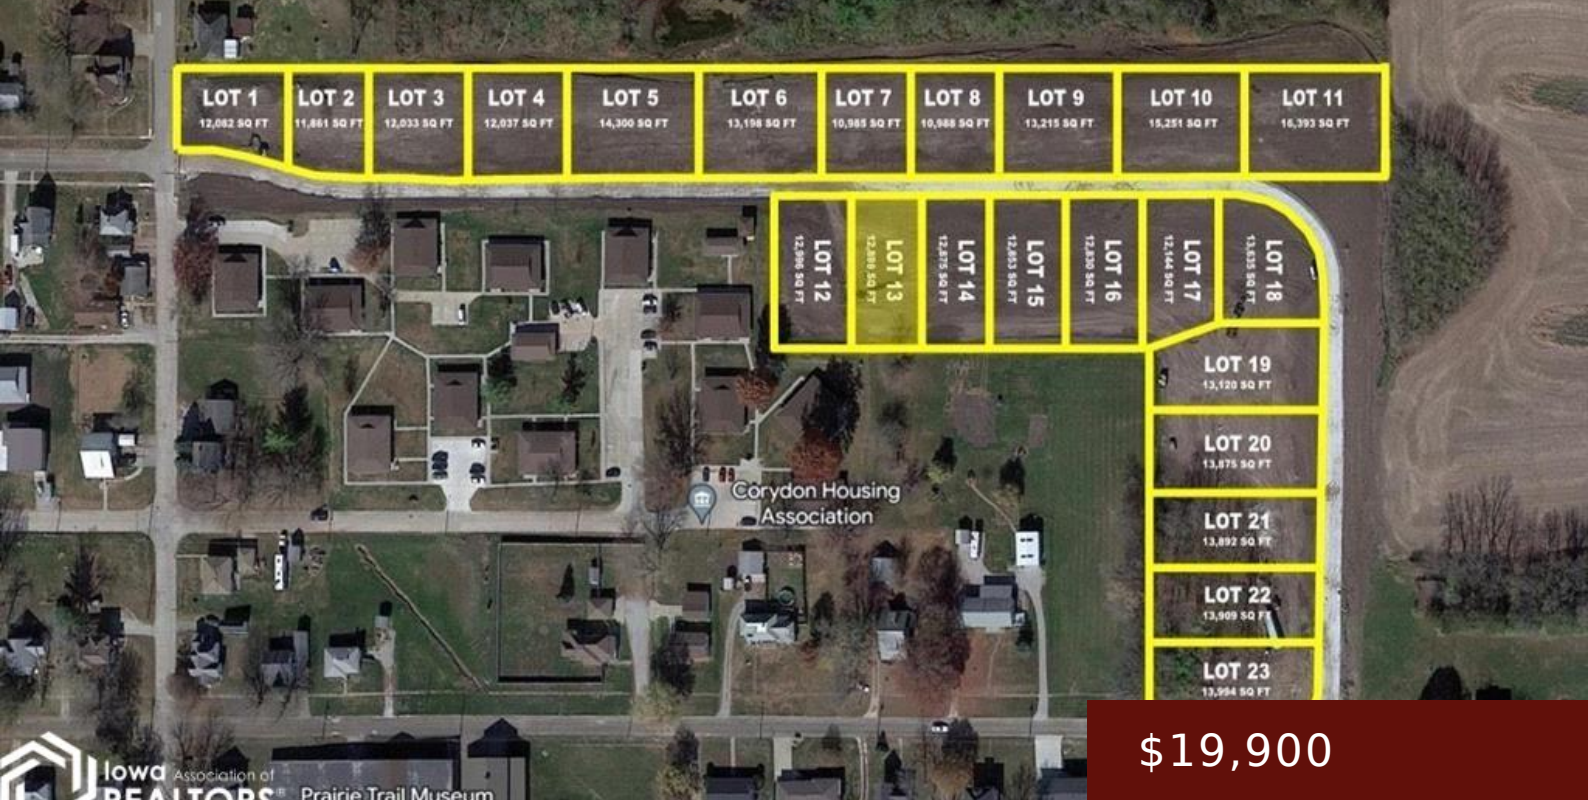 LOT 1
12,082 SQ FT
LOT 2
11,861 SQ FT
LOT 3
12,033 SQ FT
LOT 4
12,037 SQ FT
LOT 5
14,300 SQ FT
LOT 6
13,198 SQ FT
LOT 7
10,985 SQ FT
LOT 8
10,988 SQ FT
LOT 9
13,215 SQ FT
LOT 10
15,251 SQ FT
LOT 11
16,393 SQ FT
LOT 12
12,996 SQ FT
LOT 13
12,898 SQ FT
LOT 14
12,875 SQ FT
LOT 15
12,853 SQ FT
LOT 16
12,830 SQ FT
LOT 17
12,144 SQ FT
LOT 18
13,635 SQ FT
LOT 19
13,120 SQ FT
LOT 20
13,875 SQ FT
LOT 21
13,892 SQ FT
LOT 22
13,909 SQ FT
LOT 23
13,994 SQ FT
Corydon Housing
Association
$19,900
Iowa Association of
REALTORS®
Prairie Trail Museum